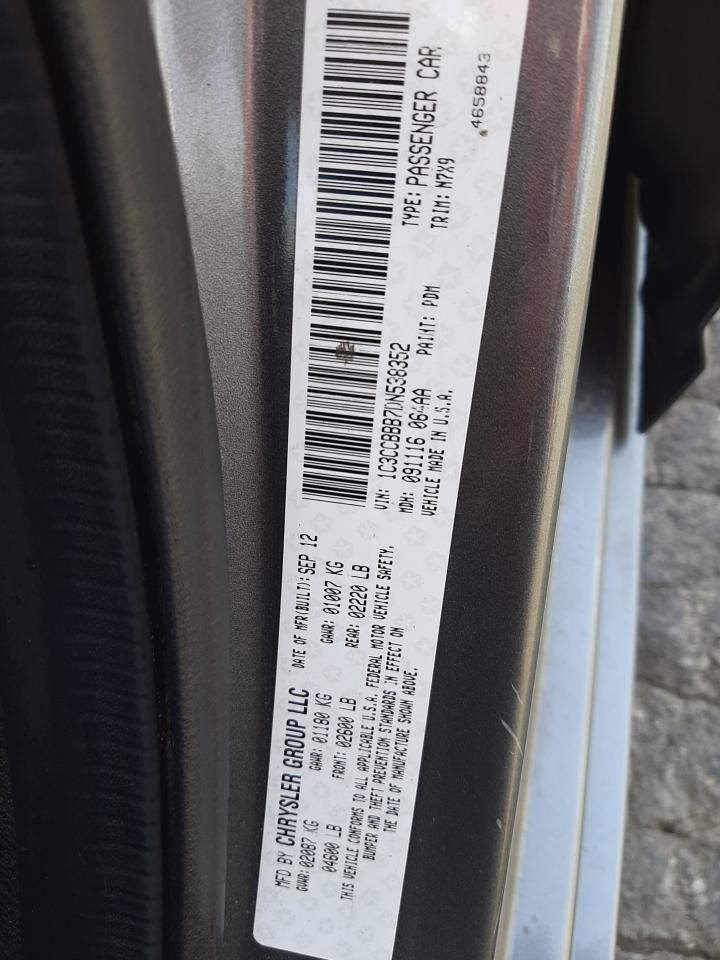 MFD BY CHRYSLER GROUP LLC
DATE OF MFR(BUILT): SEP 12
GVWR: 02087 KG
GAWR: 01180 KG
GAWR: 01007 KG
04600 LB
FRONT: 02600 LB
REAR: 02220 LB
THIS VEHICLE CONFORMS TO ALL APPLICABLE U.S.A. FEDERAL MOTOR VEHICLE SAFETY,
BUMPER AND THEFT PREVENTION STANDARDS IN EFFECT ON
THE DATE OF MANUFACTURE SHOWN ABOVE.
VIN: 1C3CCBBB7DN538352
TYPE: PASSENGER CAR
MDH: 091116 064AA
PAINT: PDM
TRIM: M7X9
VEHICLE MADE IN U.S.A.
4658843